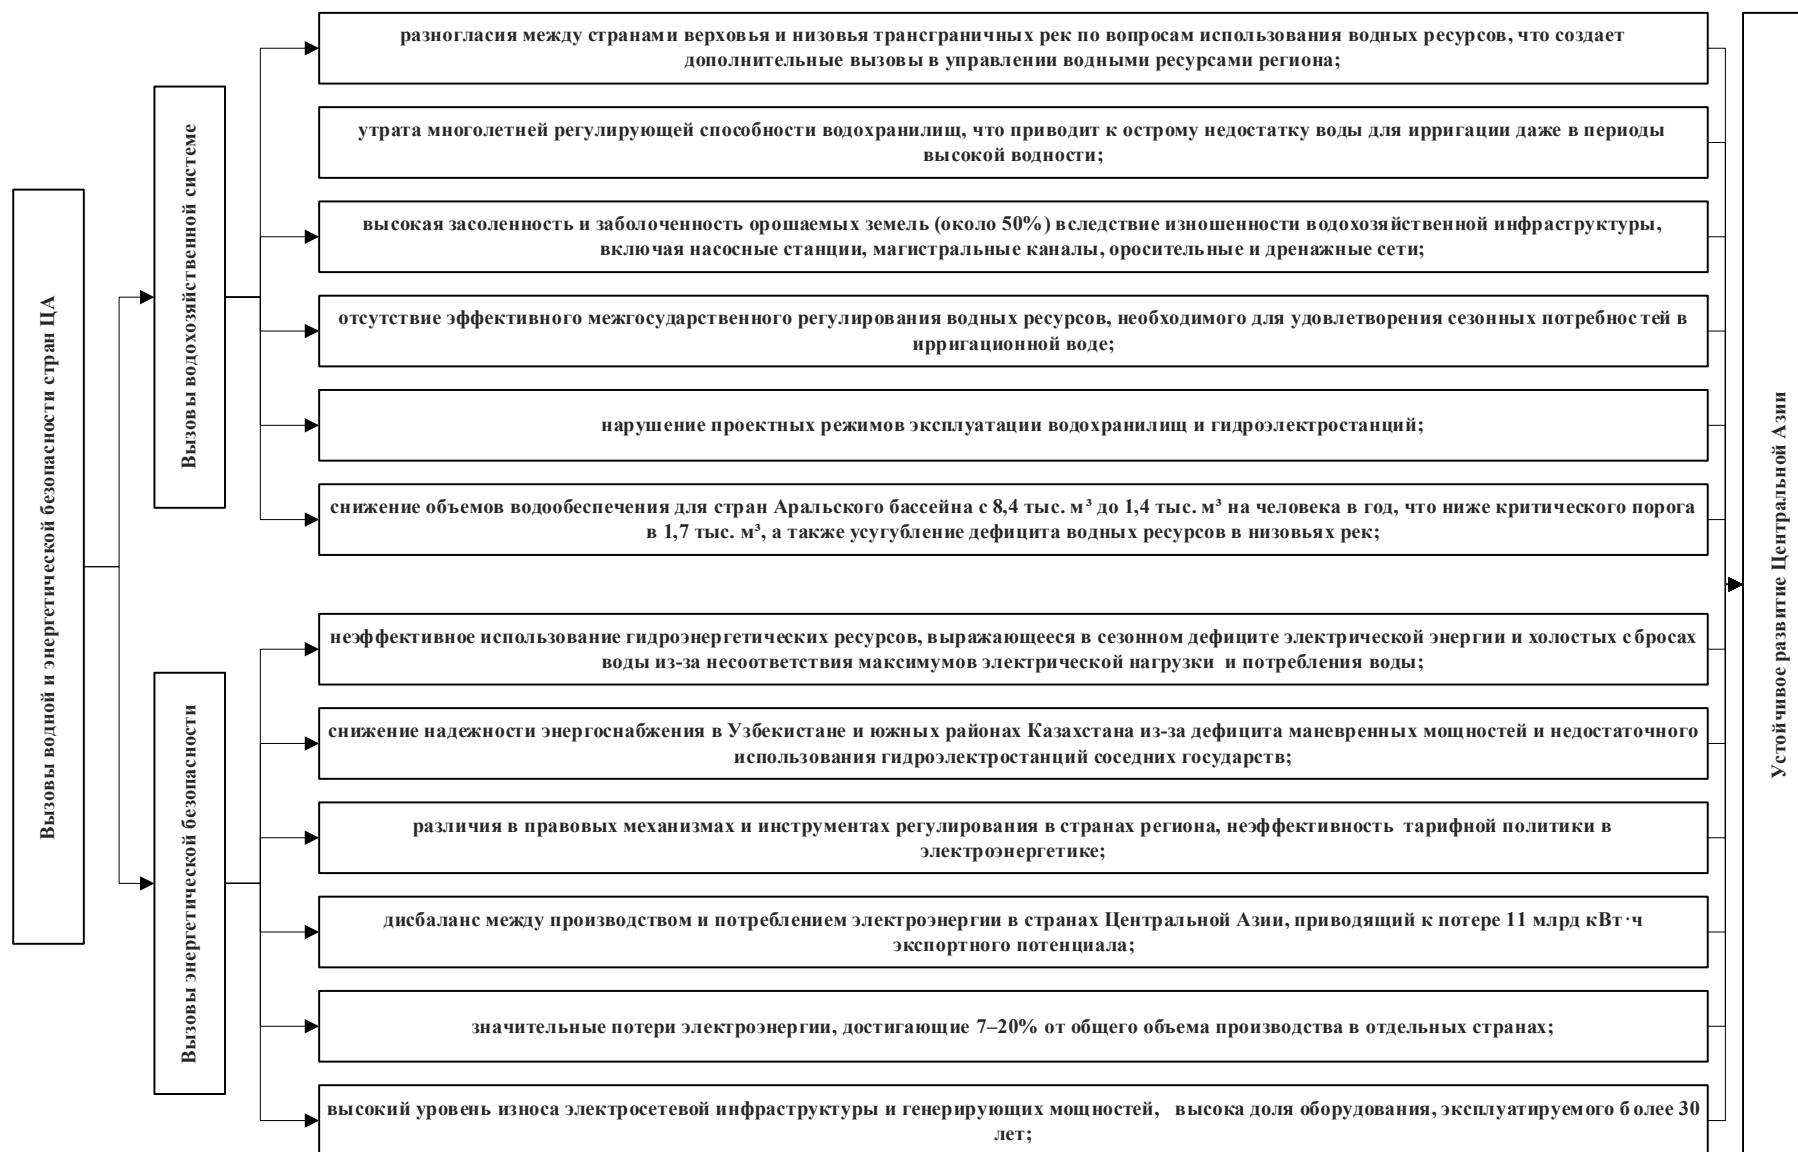 Вызовы водной и энергетической безопасности стран ЦА
Вызовы водохозяйственной системе
разногласия между странами верховья и низовья трансграничных рек по вопросам использования водных ресурсов, что создает
дополнительные вызовы в управлении водными ресурсами региона;
утрата многолетней регулирующей способности водохранилищ, что приводит к острому недостатку воды для ирригации даже в периоды
высокой водности;
высокая засоленность и заболоченность орошаемых земель (около 50%) вследствие изношенности водохозяйственной инфраструктуры,
включая насосные станции, магистральные каналы, оросительные и дренажные сети;
отсутствие эффективного межгосударственного регулирования водных ресурсов, необходимого для удовлетворения сезонных потребностей в
ирригационной воде;
нарушение проектных режимов эксплуатации водохранилищ и гидроэлектростанций;
снижение объемов водообеспечения для стран Аральского бассейна с 8,4 тыс. м³ до 1,4 тыс. м³ на человека в год, что ниже критического порога
в 1,7 тыс. м³, а также усугубление дефицита водных ресурсов в низовьях рек;
Вызовы энергетической безопасности
неэффективное использование гидроэнергетических ресурсов, выражающееся в сезонном дефиците электрической энергии и холостых сбросах
воды из-за несоответствия максимумов электрической нагрузки и потребления воды;
снижение надежности энергоснабжения в Узбекистане и южных районах Казахстана из-за дефицита маневренных мощностей и недостаточного
использования гидроэлектростанций соседних государств;
различия в правовых механизмах и инструментах регулирования в странах региона, неэффективность тарифной политики в
электроэнергетике;
дисбаланс между производством и потреблением электроэнергии в странах Центральной Азии, приводящий к потере 11 млрд кВт·ч
экспортного потенциала;
значительные потери электроэнергии, достигающие 7–20% от общего объема производства в отдельных странах;
высокий уровень износа электросетевой инфраструктуры и генерирующих мощностей, высока доля оборудования, эксплуатируемого более 30
лет;
Устойчивое развитие Центральной Азии